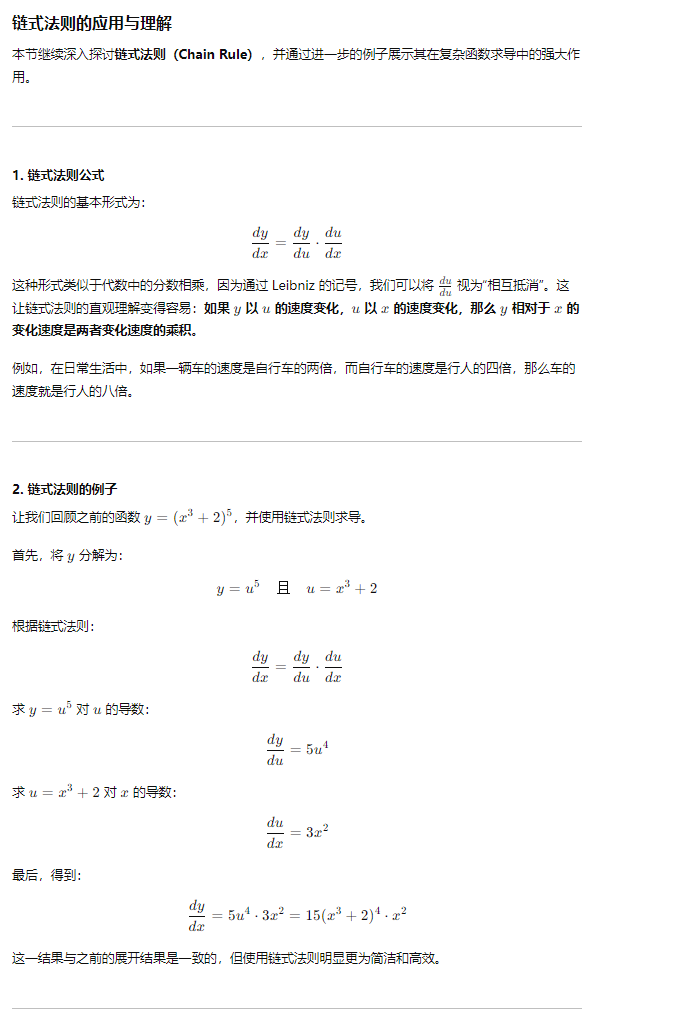 链式法则的应用与理解
本节继续深入探讨链式法则（Chain Rule），并通过进一步的例子展示其在复杂函数求导中的强大作
用。
1. 链式法则公式
链式法则的基本形式为：
dy/dx = dy/du · du/dx
这种形式类似于代数中的分数相乘，因为通过 Leibniz 的记号，我们可以将 du/du 视为“相互抵消”。这
让链式法则的直观理解变得容易：如果 y 以 u 的速度变化，u 以 x 的速度变化，那么 y 相对于 x 的
变化速度是两者变化速度的乘积。
例如，在日常生活中，如果一辆车的速度是自行车的两倍，而自行车的速度是行人的四倍，那么车的
速度就是行人的八倍。
2. 链式法则的例子
让我们回顾之前的函数 y = (x³ + 2)⁵，并使用链式法则求导。
首先，将 y 分解为：
y = u⁵ 且 u = x³ + 2
根据链式法则：
dy/dx = dy/du · du/dx
求 y = u⁵ 对 u 的导数：
dy/du = 5u⁴
求 u = x³ + 2 对 x 的导数：
du/dx = 3x²
最后，得到：
dy/dx = 5u⁴ · 3x² = 15(x³ + 2)⁴ · x²
这一结果与之前的展开结果是一致的，但使用链式法则明显更为简洁和高效。